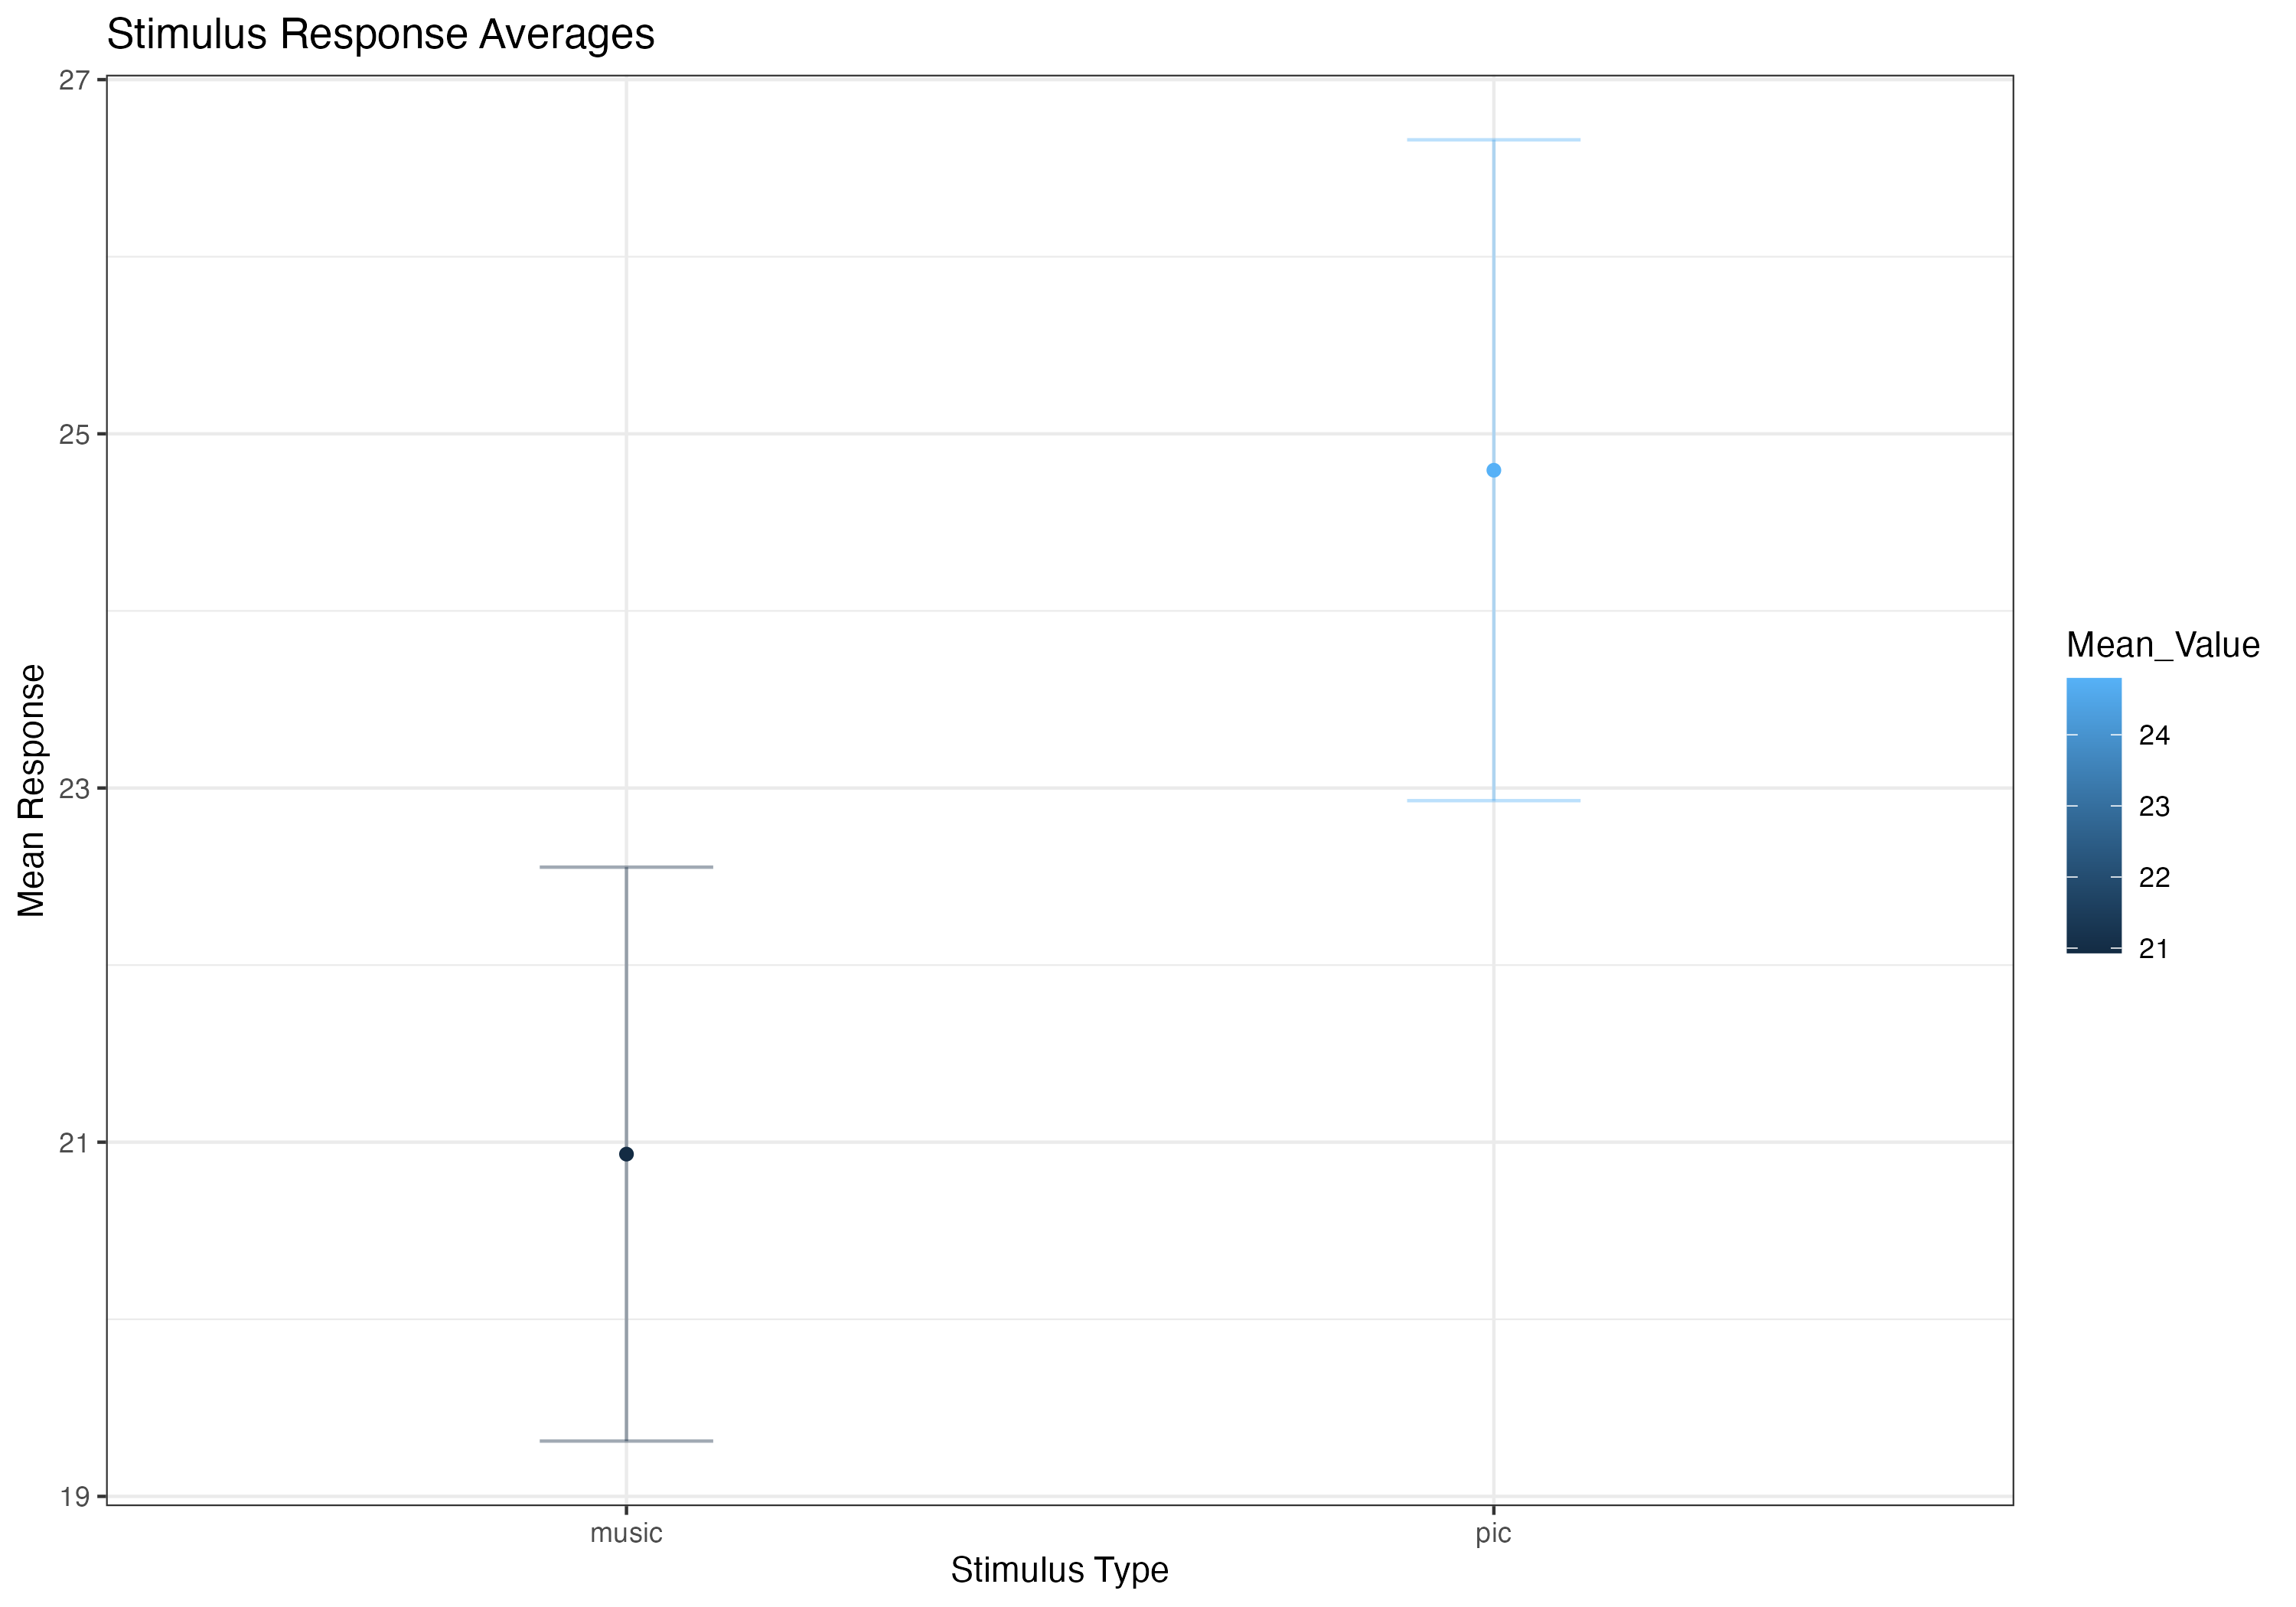 Stimulus Response Averages
Mean Response
27
25
23
21
19
music
pic
Stimulus Type
Mean_Value
24
23
22
21